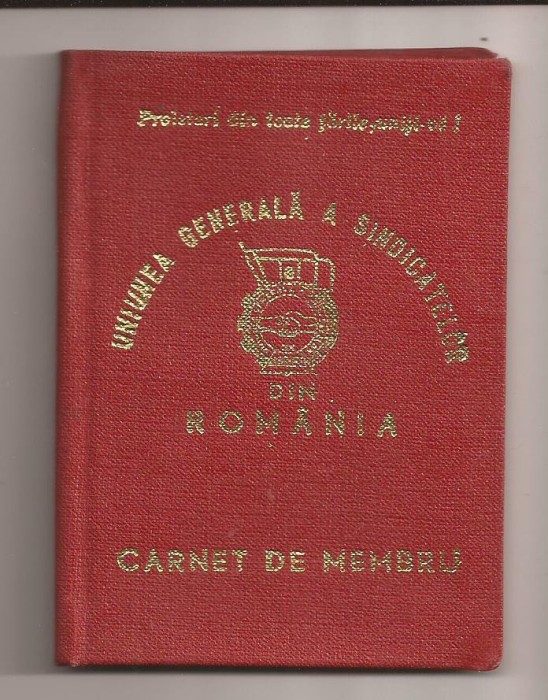 Proletari din toate țările, uniți-vă !
UNIUNEA GENERALĂ A SINDICATELOR
DIN
ROMÂNIA
CARNET DE MEMBRU